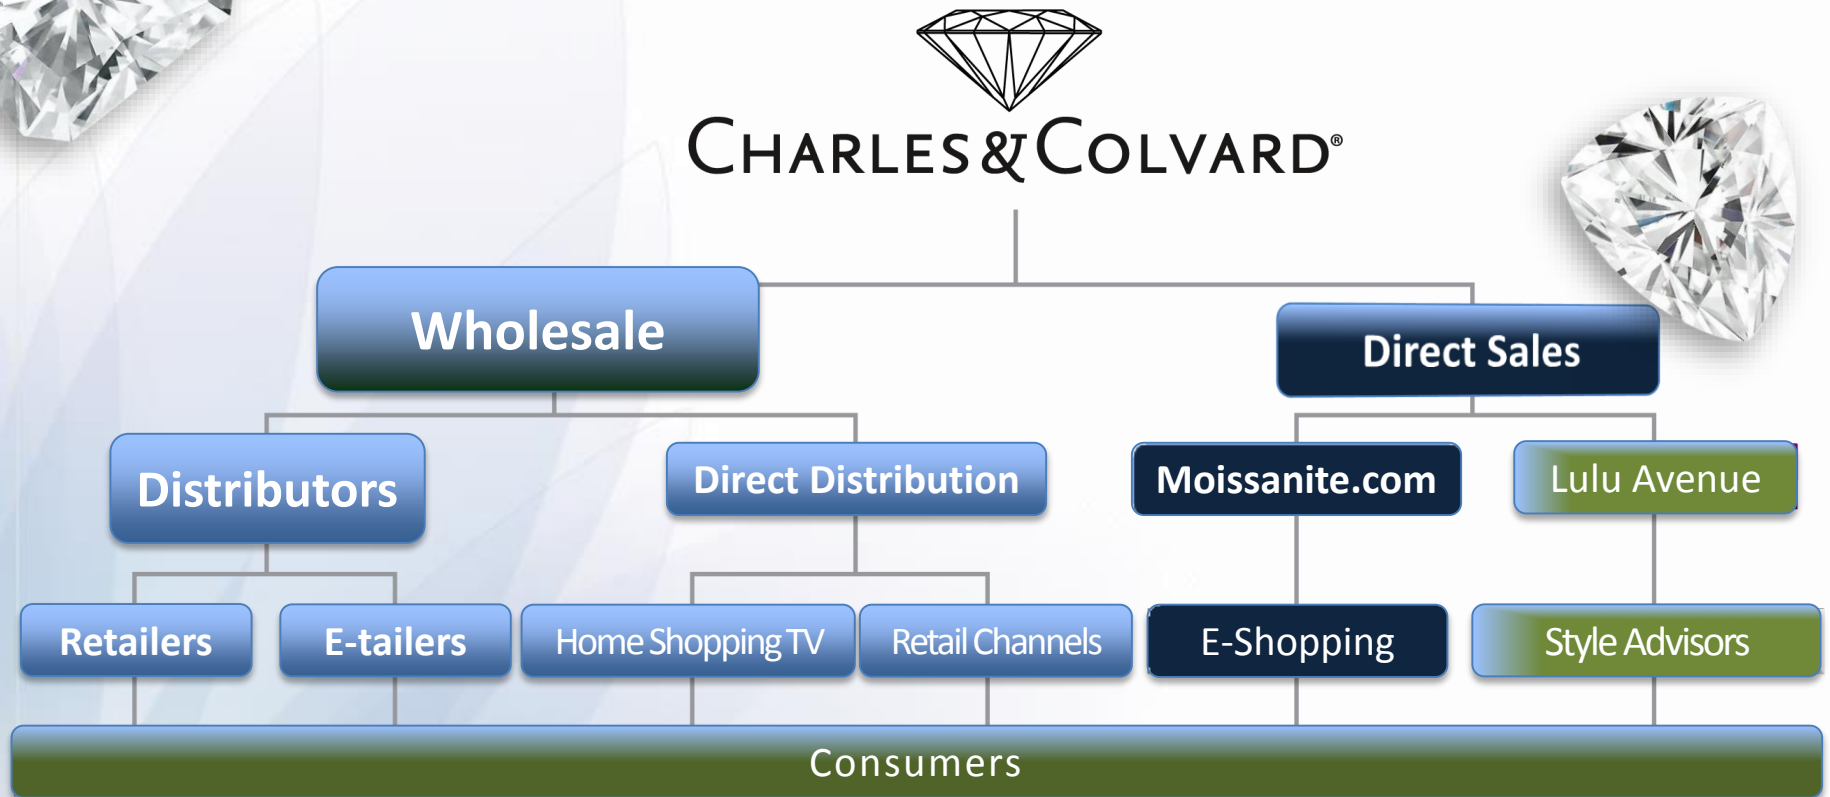 CHARLES & COLVARD®
Wholesale
Direct Sales
Distributors
Direct Distribution
Moissanite.com
Lulu Avenue
Retailers
E-tailers
Home Shopping TV
Retail Channels
E-Shopping
Style Advisors
Consumers